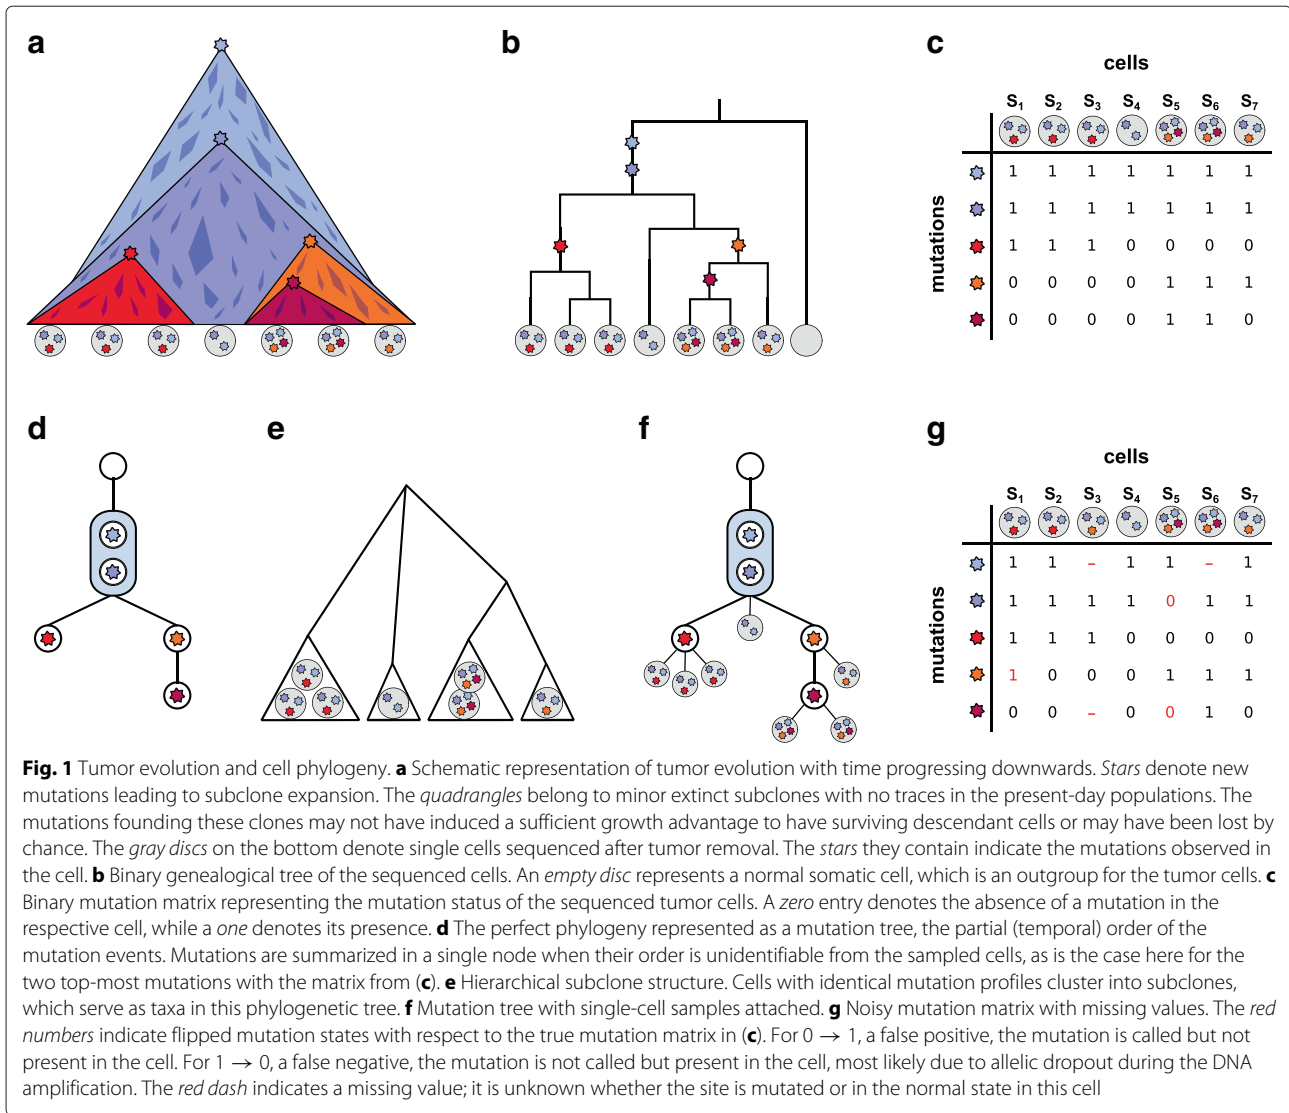 a
b
c
cells
S1 S2 S3 S4 S5 S6 S7
mutations
1 1 1 1 1 1 1
1 1 1 1 1 1 1
1 1 1 0 0 0 0
0 0 0 0 1 1 1
0 0 0 0 1 1 0
d
e
f
g
cells
S1 S2 S3 S4 S5 S6 S7
mutations
1 1 – 1 1 – 1
1 1 1 1 0 1 1
1 1 1 0 0 0 0
1 0 0 0 1 1 1
0 0 – 0 0 1 0
Fig. 1 Tumor evolution and cell phylogeny. a Schematic representation of tumor evolution with time progressing downwards. Stars denote new
mutations leading to subclone expansion. The quadrangles belong to minor extinct subclones with no traces in the present-day populations. The
mutations founding these clones may not have induced a sufficient growth advantage to have surviving descendant cells or may have been lost by
chance. The gray discs on the bottom denote single cells sequenced after tumor removal. The stars they contain indicate the mutations observed in
the cell. b Binary genealogical tree of the sequenced cells. An empty disc represents a normal somatic cell, which is an outgroup for the tumor cells. c
Binary mutation matrix representing the mutation status of the sequenced tumor cells. A zero entry denotes the absence of a mutation in the
respective cell, while a one denotes its presence. d The perfect phylogeny represented as a mutation tree, the partial (temporal) order of the
mutation events. Mutations are summarized in a single node when their order is unidentifiable from the sampled cells, as is the case here for the
two top-most mutations with the matrix from (c). e Hierarchical subclone structure. Cells with identical mutation profiles cluster into subclones,
which serve as taxa in this phylogenetic tree. f Mutation tree with single-cell samples attached. g Noisy mutation matrix with missing values. The red
numbers indicate flipped mutation states with respect to the true mutation matrix in (c). For 0 → 1, a false positive, the mutation is called but not
present in the cell. For 1 → 0, a false negative, the mutation is not called but present in the cell, most likely due to allelic dropout during the DNA
amplification. The red dash indicates a missing value; it is unknown whether the site is mutated or in the normal state in this cell